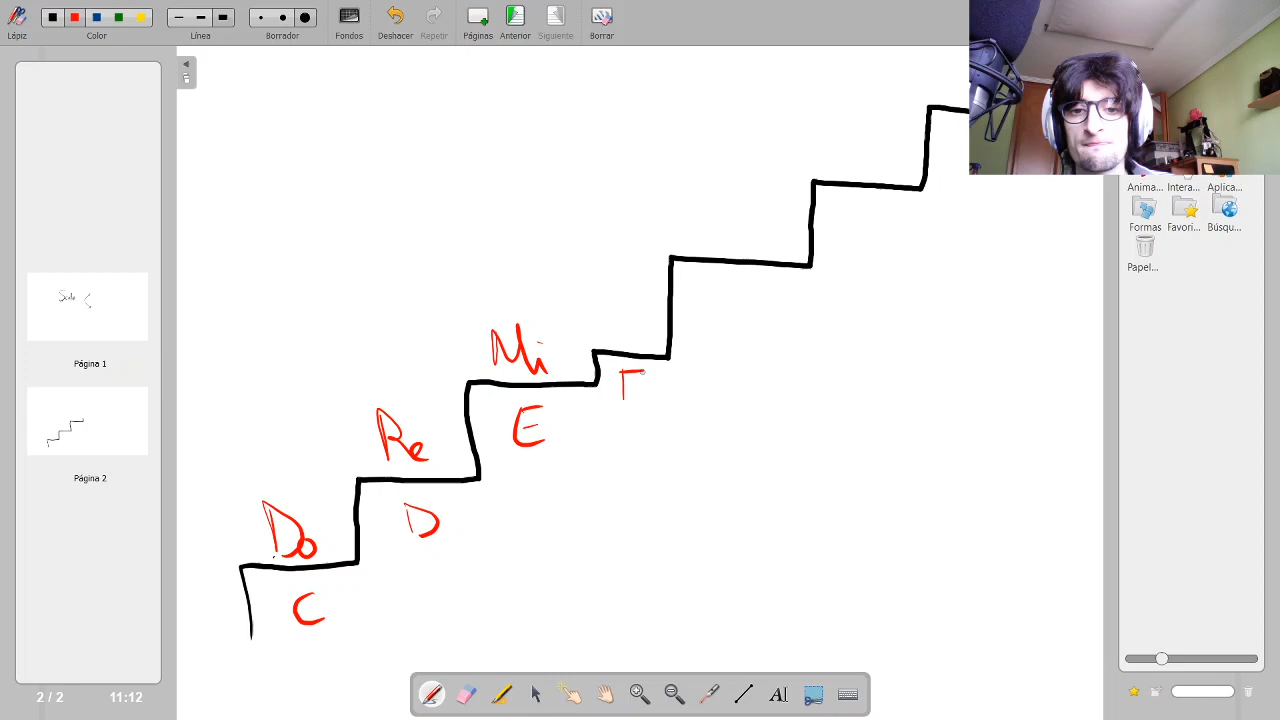 Lápiz
Color
Línea
Borrador
Fondos
Deshacer
Repetir
Páginas
Anterior
Siguiente
Borrar
Anima...
Intera...
Aplica...
Formas
Favori...
Búsqu...
Papel...
Página 1
Página 2
Mi
E
Re
D
Do
C
2 / 2
11:12